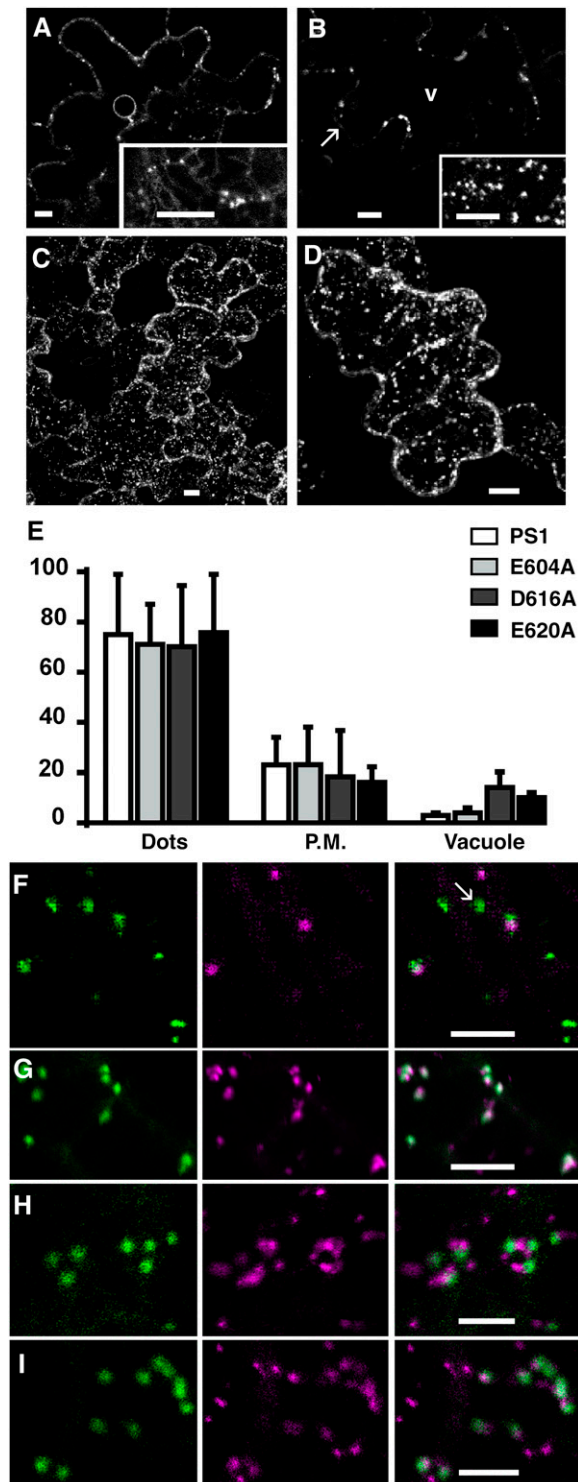 A
B
v
C
D
E
PS1
E604A
D616A
E620A
100
80
60
40
20
0
Dots P.M. Vacuole
F
G
H
I